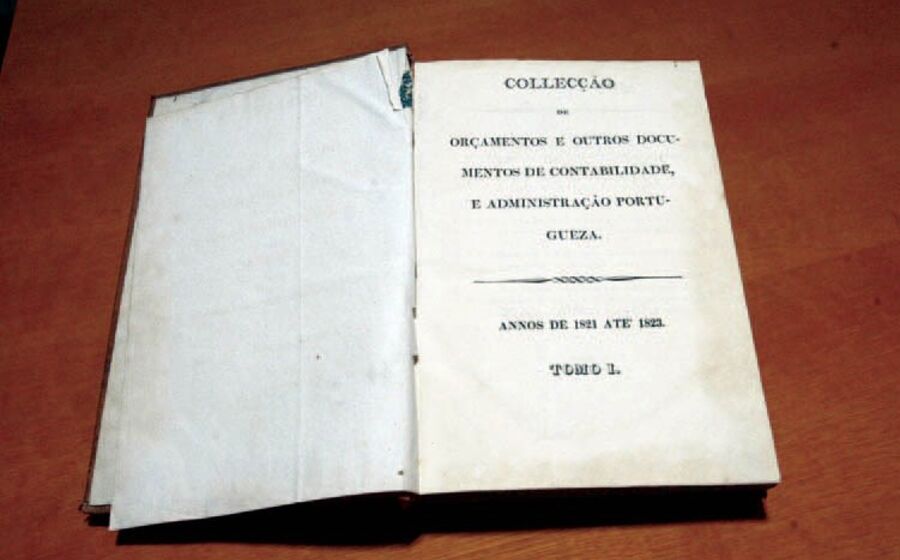 COLLECÇÃO
DE
ORÇAMENTOS E OUTROS DOCU-
MENTOS DE CONTABILIDADE,
E ADMINISTRAÇÃO PORTU-
GUEZA.
ANNOS DE 1821 ATE' 1823.
TOMO I.